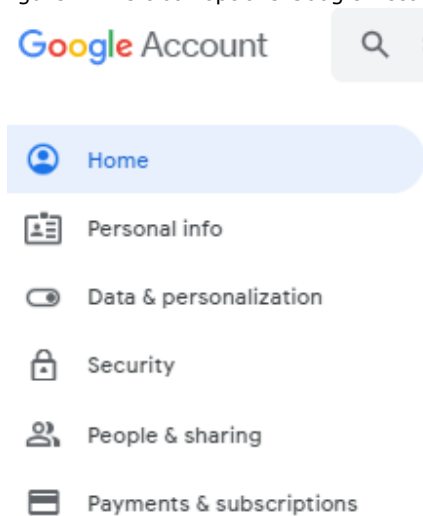 Google Account
Home
Personal info
Data & personalization
Security
People & sharing
Payments & subscriptions